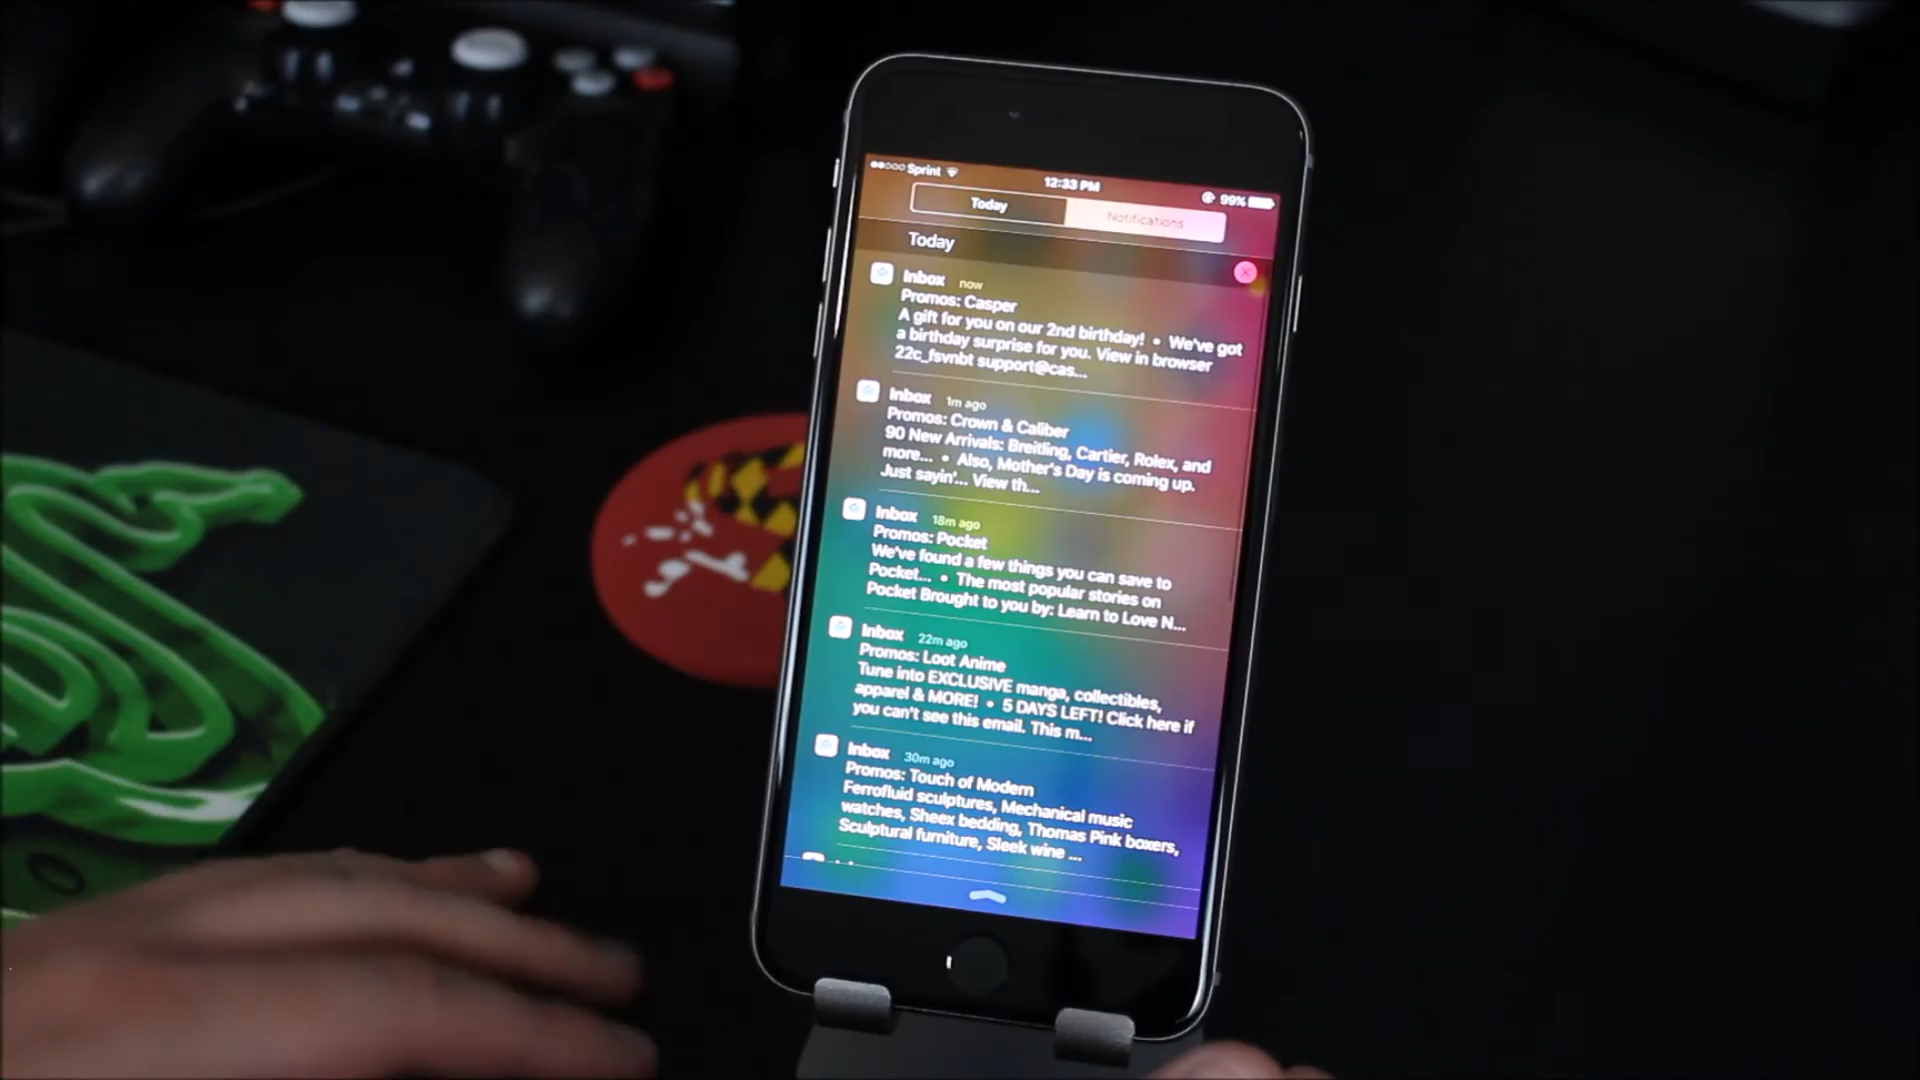 Sprint 12:33 PM 99%
Today Notifications
Today
Inbox now
Promos: Casper
A gift for you on our 2nd birthday! • We've got
a birthday surprise for you. View in browser
22c_fsvnbt support@cas...
Inbox 1m ago
Promos: Crown & Caliber
90 New Arrivals: Breitling, Cartier, Rolex, and
more... • Also, Mother's Day is coming up.
Just sayin'... View th...
Inbox 18m ago
Promos: Pocket
We've found a few things you can save to
Pocket... • The most popular stories on
Pocket Brought to you by: Learn to Love N...
Inbox 22m ago
Promos: Loot Anime
Tune into EXCLUSIVE manga, collectibles,
apparel & MORE! • 5 DAYS LEFT! Click here if
you can't see this email. This m...
Inbox 30m ago
Promos: Touch of Modern
Ferrofluid sculptures, Mechanical music
watches, Sheex bedding, Thomas Pink boxers,
Sculptural furniture, Sleek wine ...